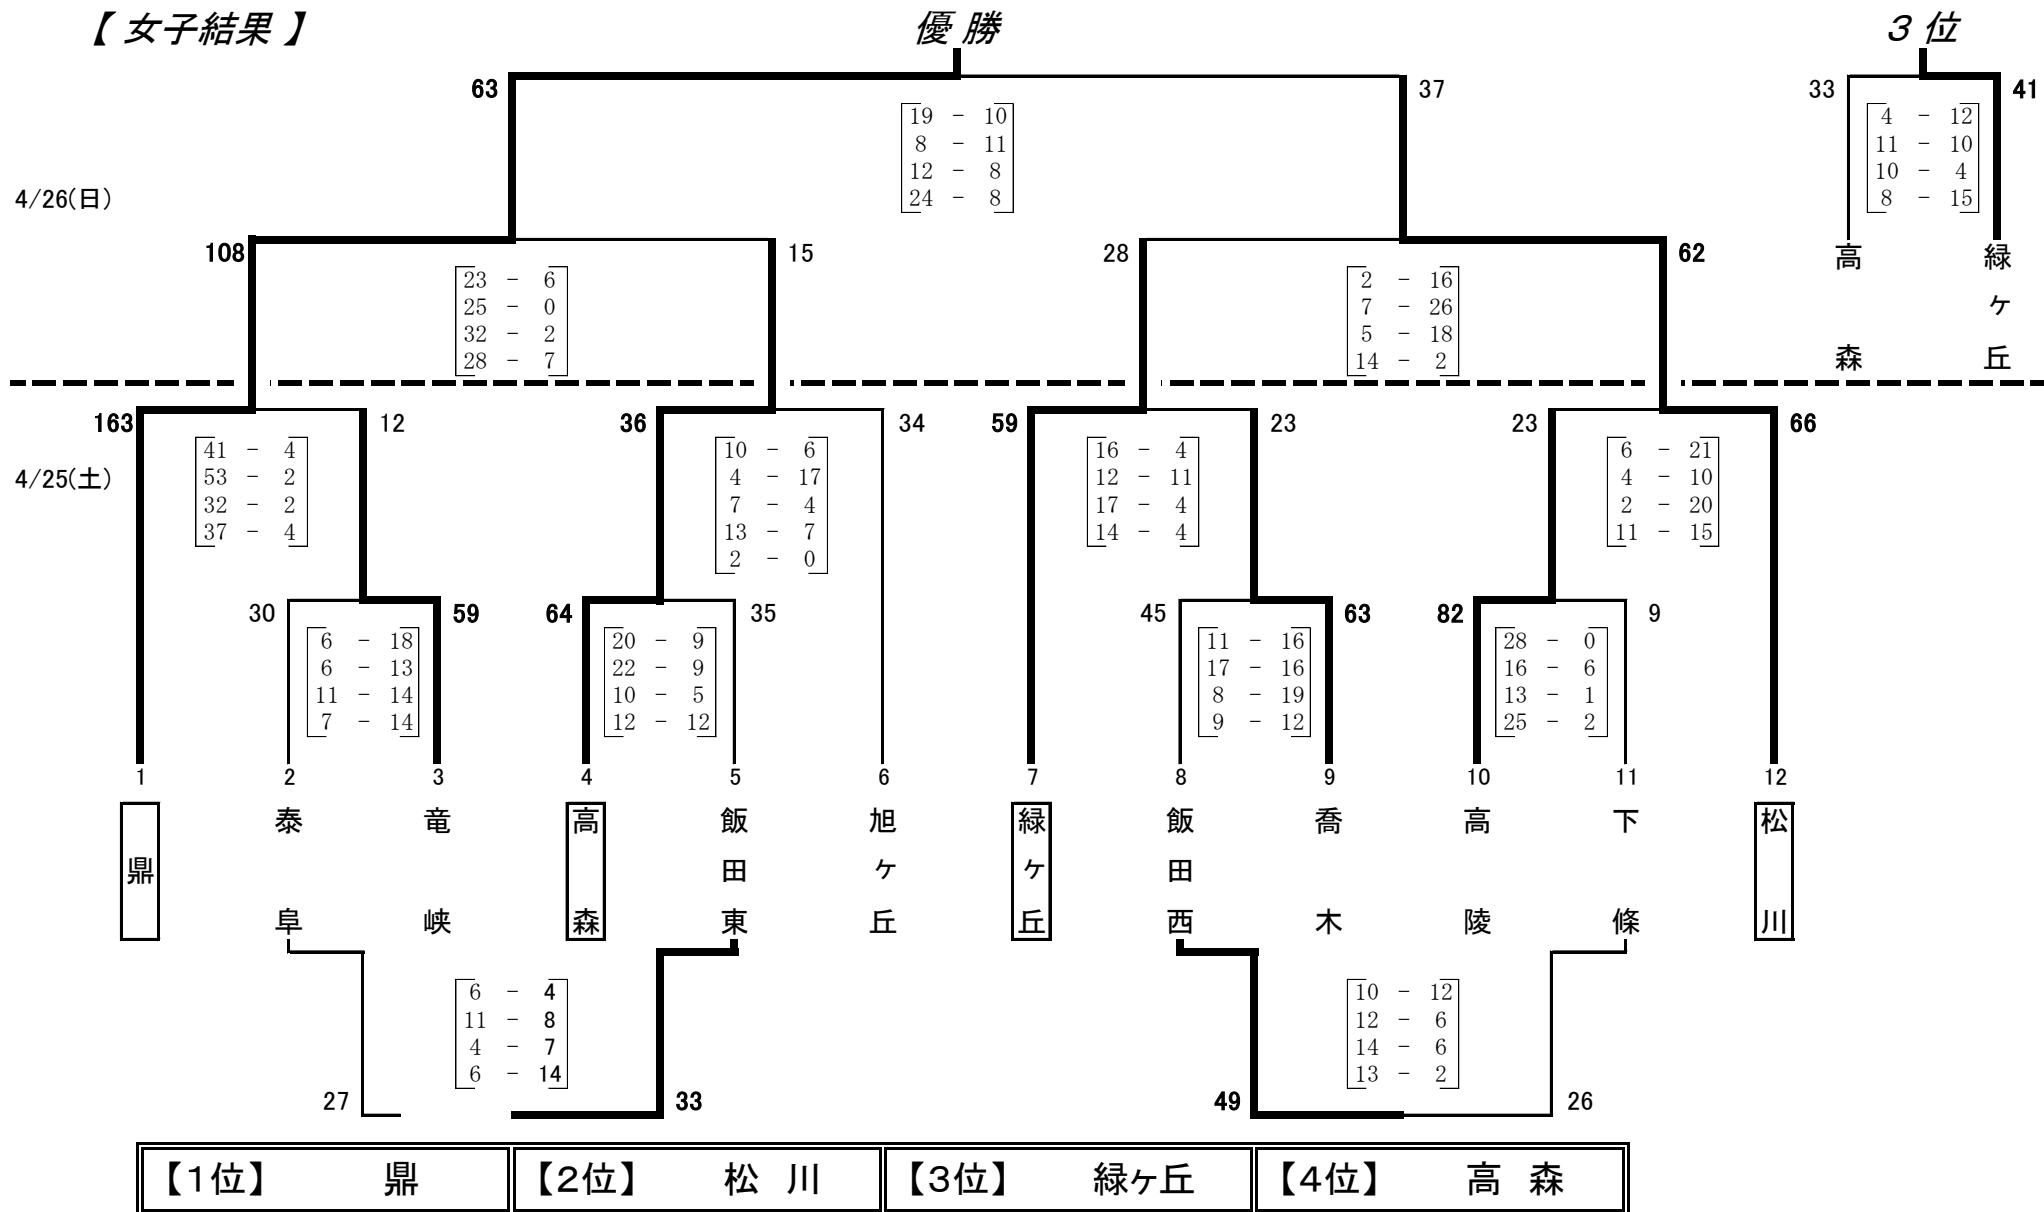 【 女子結果 】
優 勝
３ 位
63
37
33
41
19 - 10
8 - 11
12 - 8
24 - 8
4 - 12
11 - 10
10 - 4
8 - 15
4/26(日)
高森
緑ヶ丘
108
15
28
62
23 - 6
25 - 0
32 - 2
28 - 7
2 - 16
7 - 26
5 - 18
14 - 2
4/25(土)
163
12
36
34
59
23
23
66
41 - 4
53 - 2
32 - 2
37 - 4
10 - 6
4 - 17
7 - 4
13 - 7
2 - 0
16 - 4
12 - 11
17 - 4
14 - 4
6 - 21
4 - 10
2 - 20
11 - 15
30
59
64
35
45
63
82
9
6 - 18
6 - 13
11 - 14
7 - 14
20 - 9
22 - 9
10 - 5
12 - 12
11 - 16
17 - 16
8 - 19
9 - 12
28 - 0
16 - 6
13 - 1
25 - 2
1
2
3
4
5
6
7
8
9
10
11
12
鼎
泰阜
竜峡
高森
飯田東
旭ヶ丘
緑ヶ丘
飯田西
喬木
高陵
下條
松川
6 - 4
11 - 8
4 - 7
6 - 14
10 - 12
12 - 6
14 - 6
13 - 2
27
33
49
26
【１位】 鼎
【２位】 松 川
【３位】 緑ヶ丘
【４位】 高 森